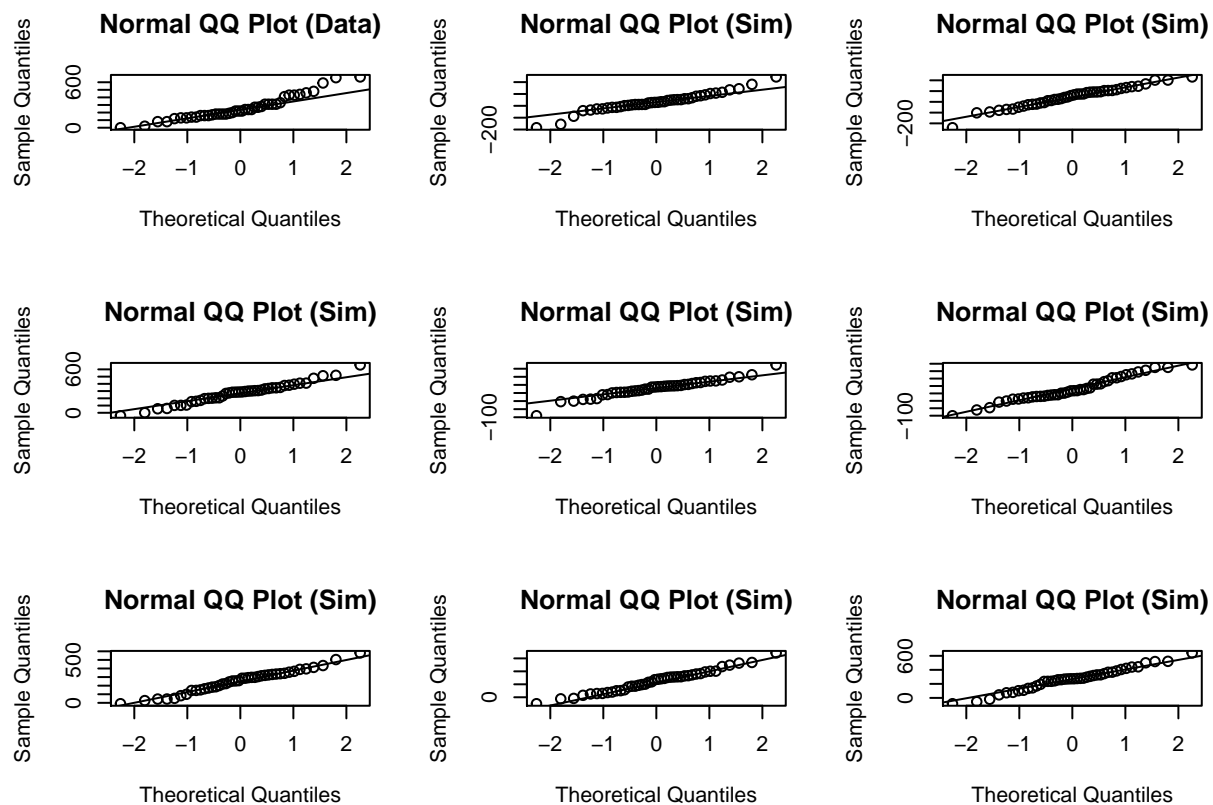 Normal QQ Plot (Data)
Sample Quantiles
600
0
−2 −1 0 1 2
Theoretical Quantiles
Normal QQ Plot (Sim)
Sample Quantiles
−200
−2 −1 0 1 2
Theoretical Quantiles
Normal QQ Plot (Sim)
Sample Quantiles
−200
−2 −1 0 1 2
Theoretical Quantiles
Normal QQ Plot (Sim)
Sample Quantiles
600
0
−2 −1 0 1 2
Theoretical Quantiles
Normal QQ Plot (Sim)
Sample Quantiles
−100
−2 −1 0 1 2
Theoretical Quantiles
Normal QQ Plot (Sim)
Sample Quantiles
−100
−2 −1 0 1 2
Theoretical Quantiles
Normal QQ Plot (Sim)
Sample Quantiles
500
0
−2 −1 0 1 2
Theoretical Quantiles
Normal QQ Plot (Sim)
Sample Quantiles
0
−2 −1 0 1 2
Theoretical Quantiles
Normal QQ Plot (Sim)
Sample Quantiles
600
0
−2 −1 0 1 2
Theoretical Quantiles